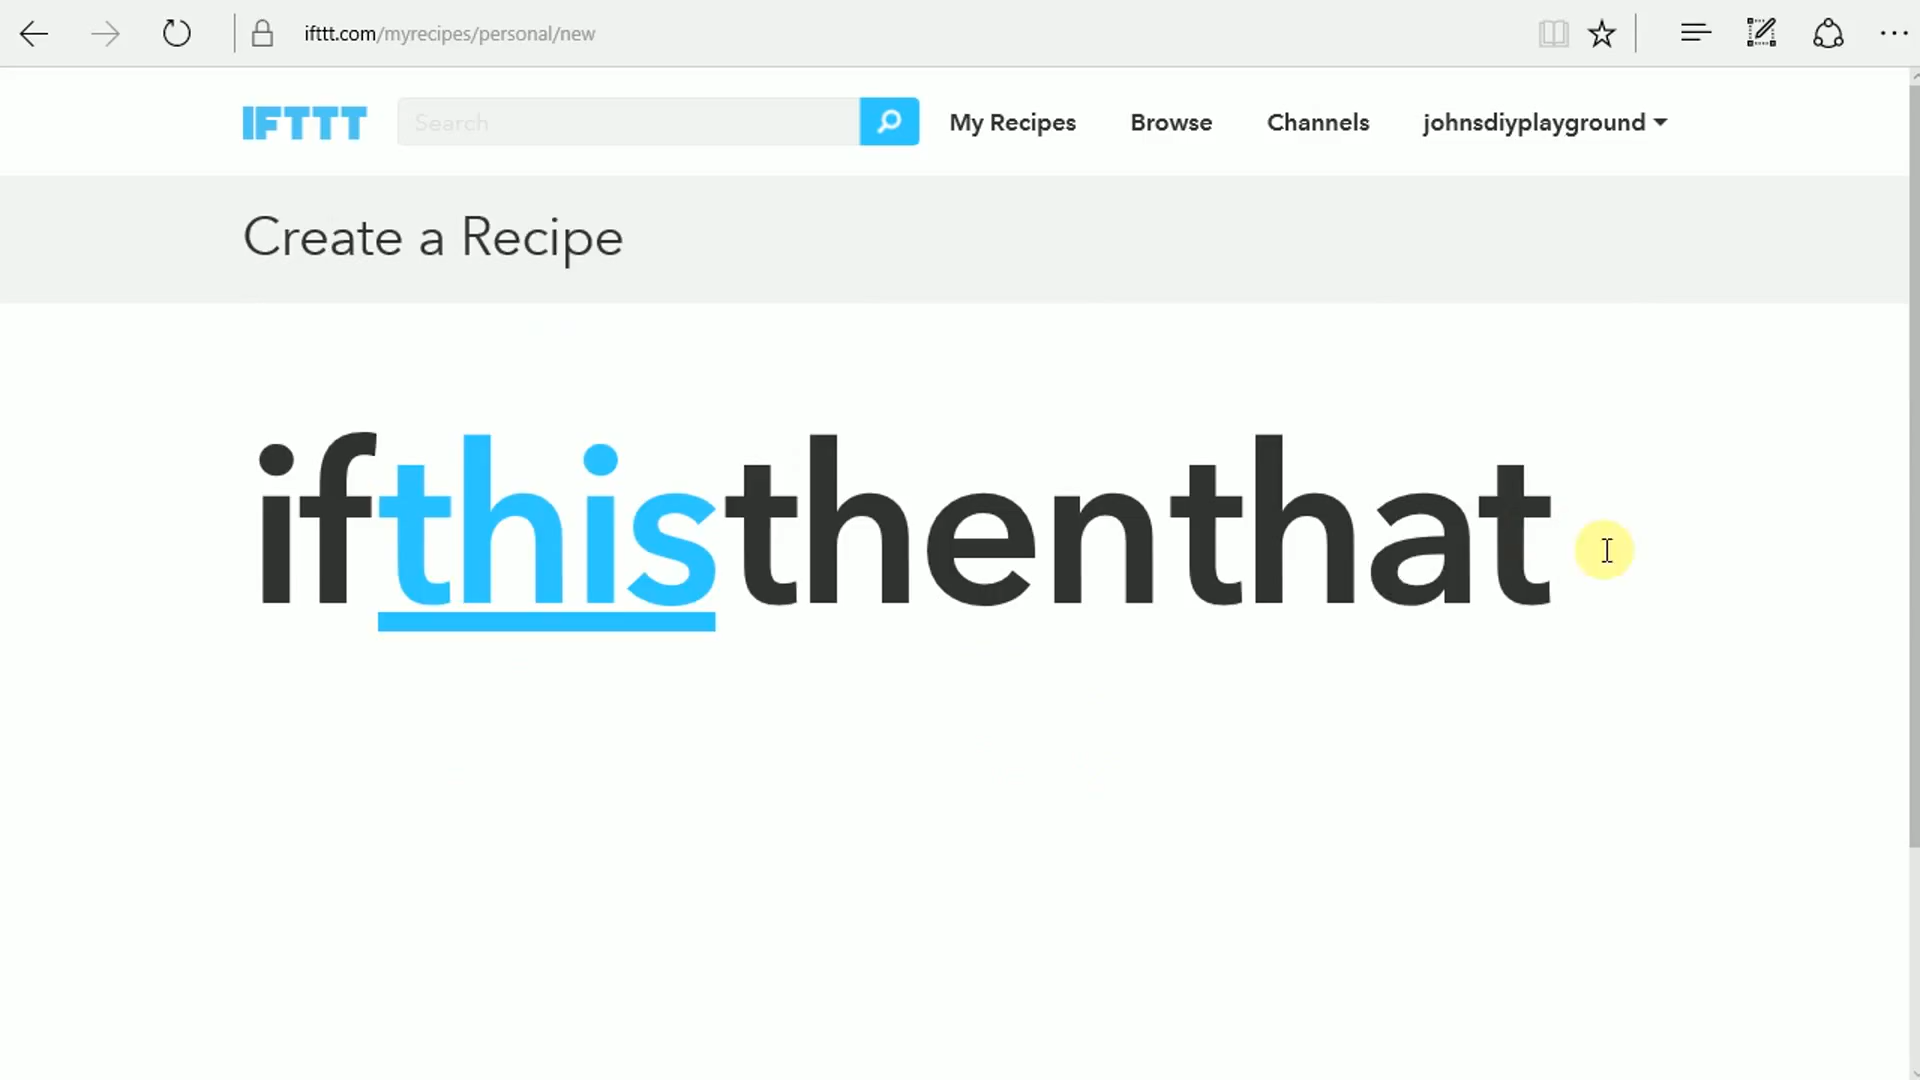 ifttt.com/myrecipes/personal/new
IFTTT Search My Recipes Browse Channels johnsdiyplayground
Create a Recipe
ifthisthenthat